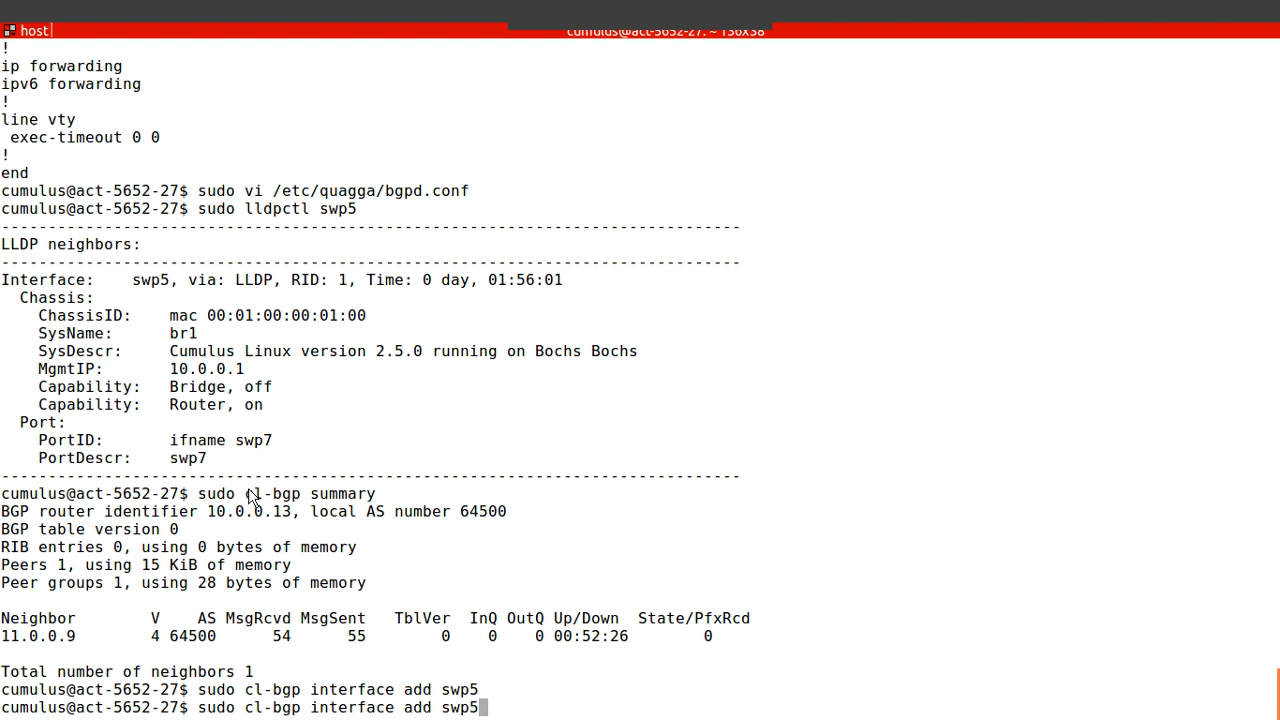 host
cumulus@act-5652-27: ~ 136x38
!
ip forwarding
ipv6 forwarding
!
line vty
 exec-timeout 0 0
!
end
cumulus@act-5652-27$ sudo vi /etc/quagga/bgpd.conf
cumulus@act-5652-27$ sudo lldpctl swp5
-------------------------------------------------------------------------------
LLDP neighbors:
-------------------------------------------------------------------------------
Interface:    swp5, via: LLDP, RID: 1, Time: 0 day, 01:56:01
  Chassis:
    ChassisID:    mac 00:01:00:00:01:00
    SysName:      br1
    SysDescr:     Cumulus Linux version 2.5.0 running on Bochs Bochs
    MgmtIP:       10.0.0.1
    Capability:   Bridge, off
    Capability:   Router, on
  Port:
    PortID:       ifname swp7
    PortDescr:    swp7
-------------------------------------------------------------------------------
cumulus@act-5652-27$ sudo cl-bgp summary
BGP router identifier 10.0.0.13, local AS number 64500
BGP table version 0
RIB entries 0, using 0 bytes of memory
Peers 1, using 15 KiB of memory
Peer groups 1, using 28 bytes of memory
Neighbor        V    AS MsgRcvd MsgSent   TblVer  InQ OutQ Up/Down  State/PfxRcd
11.0.0.9        4 64500      54      55        0    0    0 00:52:26        0
Total number of neighbors 1
cumulus@act-5652-27$ sudo cl-bgp interface add swp5
cumulus@act-5652-27$ sudo cl-bgp interface add swp5